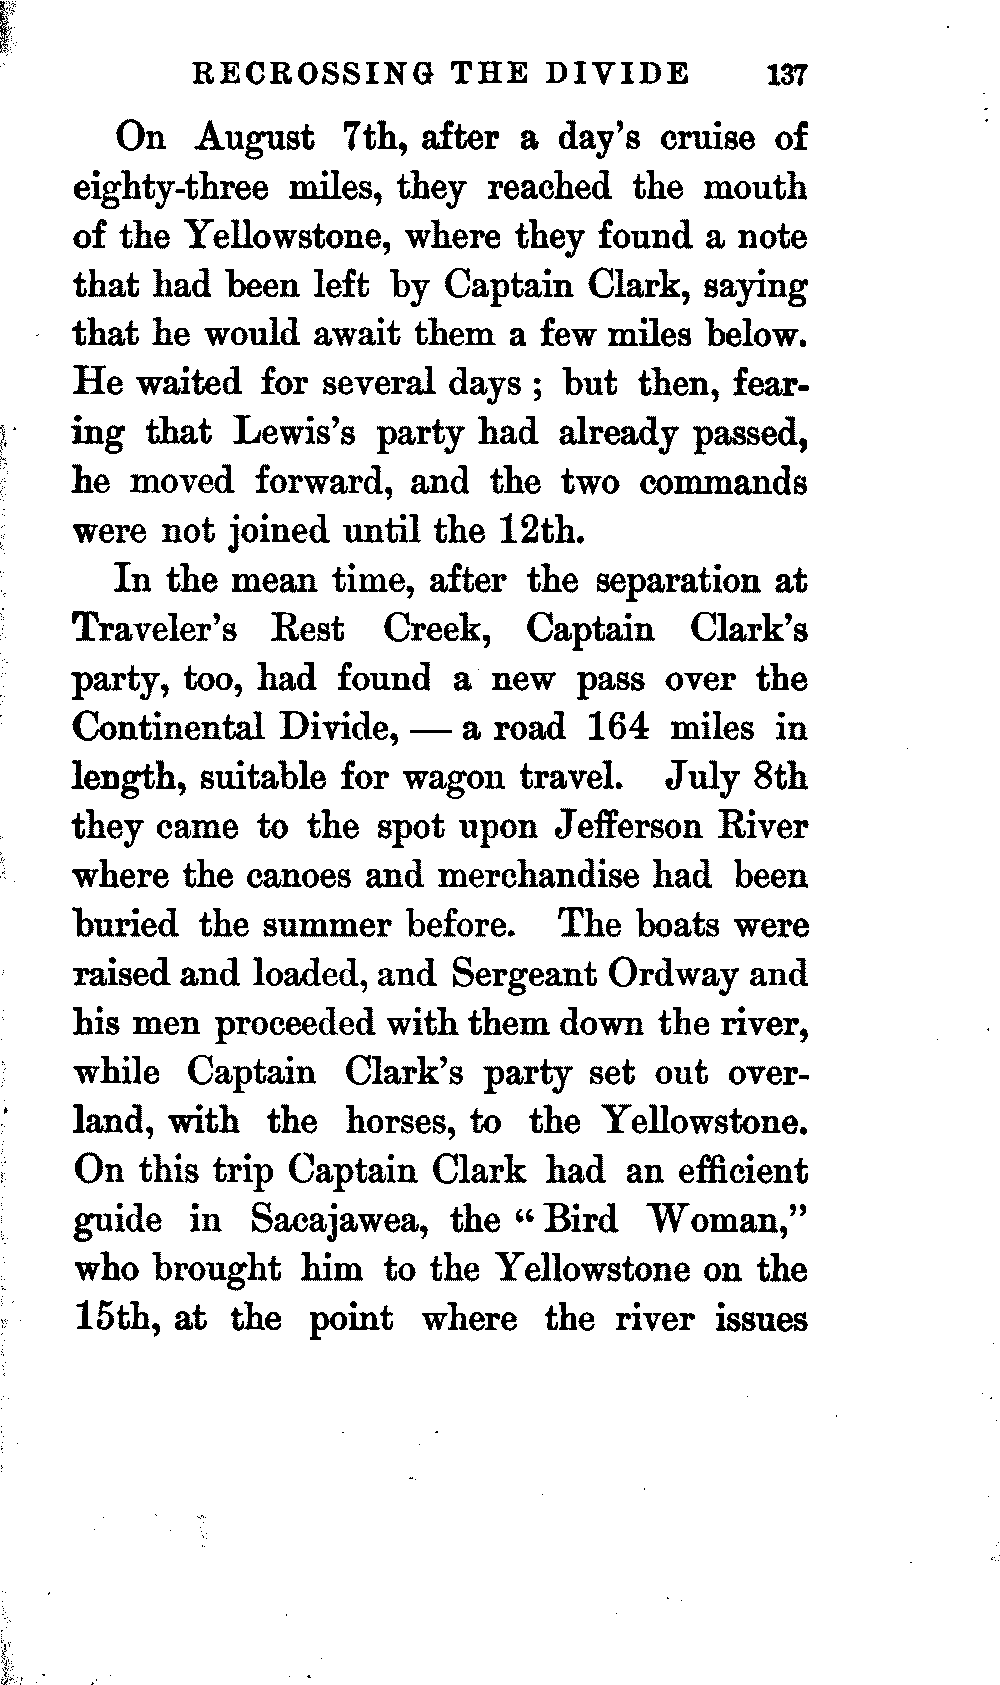 RECROSSING THE DIVIDE 137
On August 7th, after a day's cruise of
eighty-three miles, they reached the mouth
of the Yellowstone, where they found a note
that had been left by Captain Clark, saying
that he would await them a few miles below.
He waited for several days ; but then, fear-
ing that Lewis's party had already passed,
he moved forward, and the two commands
were not joined until the 12th.
In the mean time, after the separation at
Traveler's Rest Creek, Captain Clark's
party, too, had found a new pass over the
Continental Divide, — a road 164 miles in
length, suitable for wagon travel. July 8th
they came to the spot upon Jefferson River
where the canoes and merchandise had been
buried the summer before. The boats were
raised and loaded, and Sergeant Ordway and
his men proceeded with them down the river,
while Captain Clark's party set out over-
land, with the horses, to the Yellowstone.
On this trip Captain Clark had an efficient
guide in Sacajawea, the “ Bird Woman,”
who brought him to the Yellowstone on the
15th, at the point where the river issues